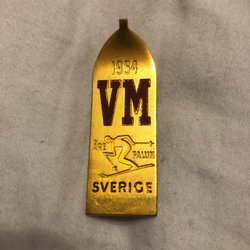 1954
VM
ÅRE FALUN
SVERIGE